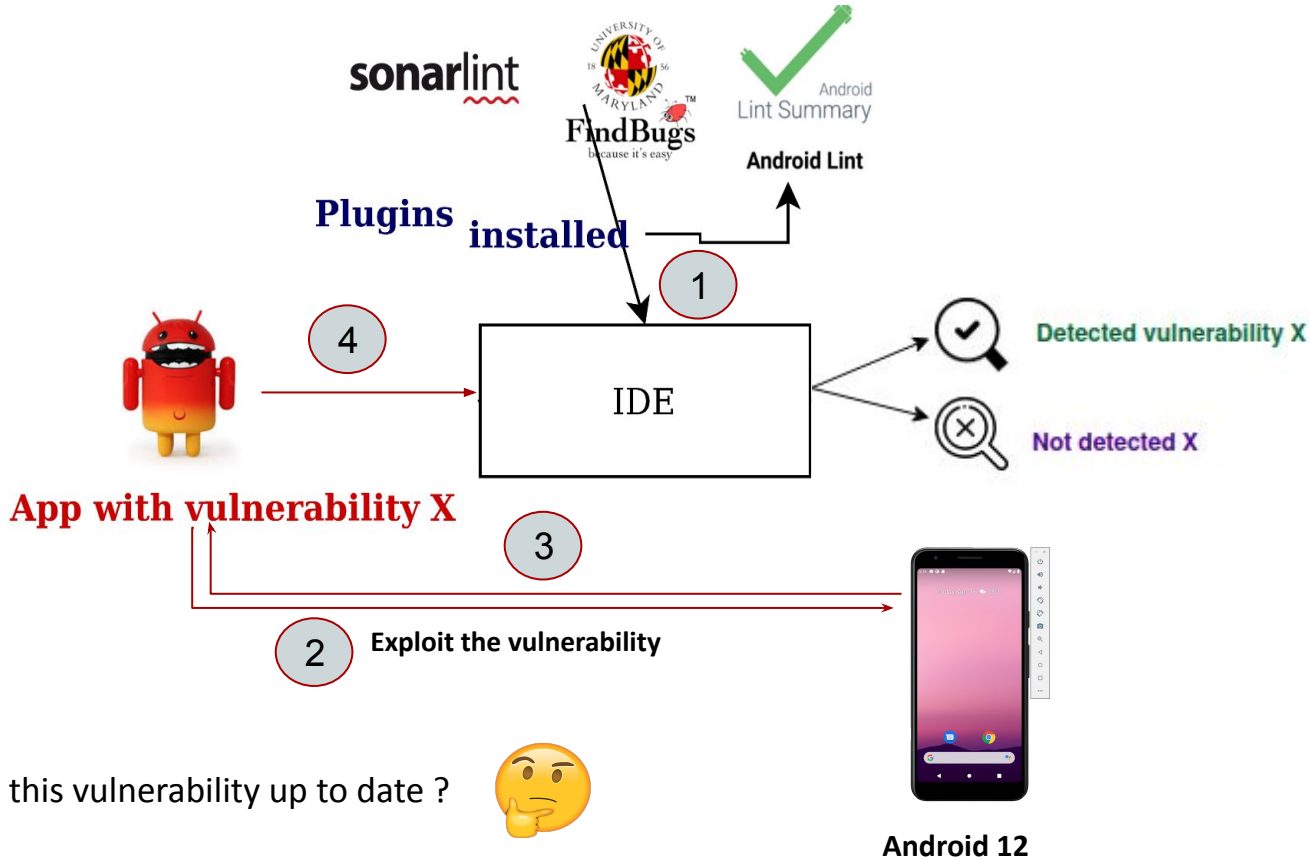 sonarlint
UNIVERSITY OF
18 56
MARYLAND
FindBugs™
because it's easy
Android
Lint Summary
Android Lint
Plugins installed
1
4
IDE
Detected vulnerability X
Not detected X
App with vulnerability X
3
2
Exploit the vulnerability
this vulnerability up to date ?
Android 12